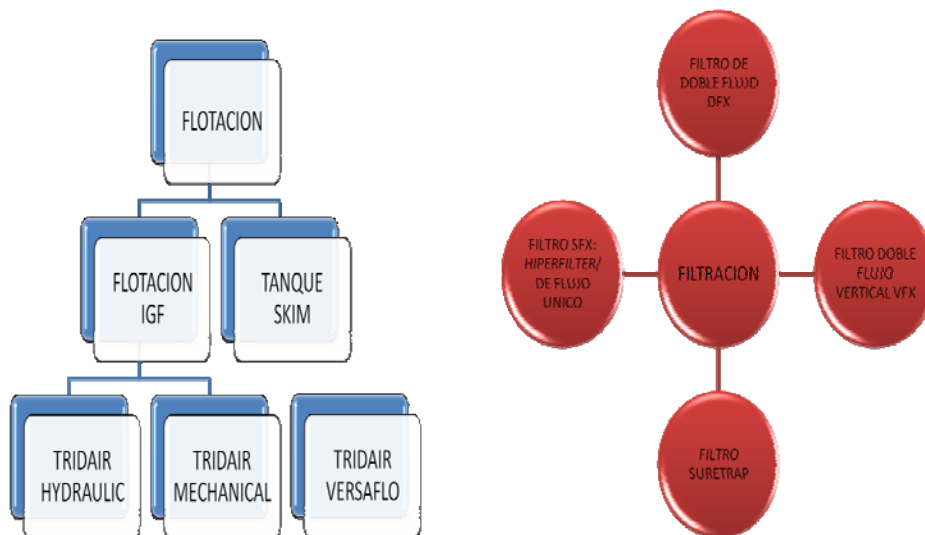 FLOTACION
FLOTACION
IGF
TANQUE
SKIM
TRIDAIR
HYDRAULIC
TRIDAIR
MECHANICAL
TRIDAIR
VERSAFLO
FILTRO DE
DOBLE FLUJO
DFX
FILTRO SFX:
HIPERFILTER/
DE FLUJO
UNICO
FILTRACION
FILTRO DOBLE
FLUJO
VERTICAL VFX
FILTRO
SURETRAP